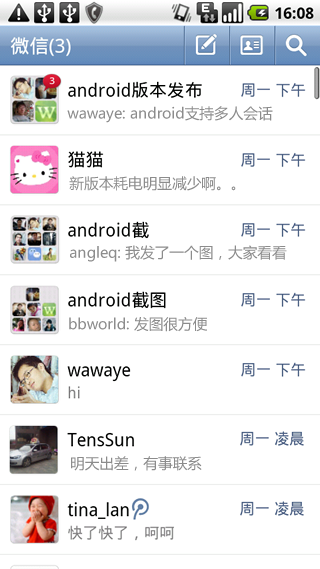 16:08
微信(3)
3
android版本发布 周一 下午
wawaye: android支持多人会话
W
猫猫 周一 下午
新版本耗电明显减少啊。。
android截 周一 下午
angleq: 我发了一个图，大家看看
android截图 周一 下午
bbworld: 发图很方便
W
wawaye 周一 下午
hi
TensSun 周一 凌晨
明天出差，有事联系
tina_lan 周一 凌晨
快了快了，呵呵